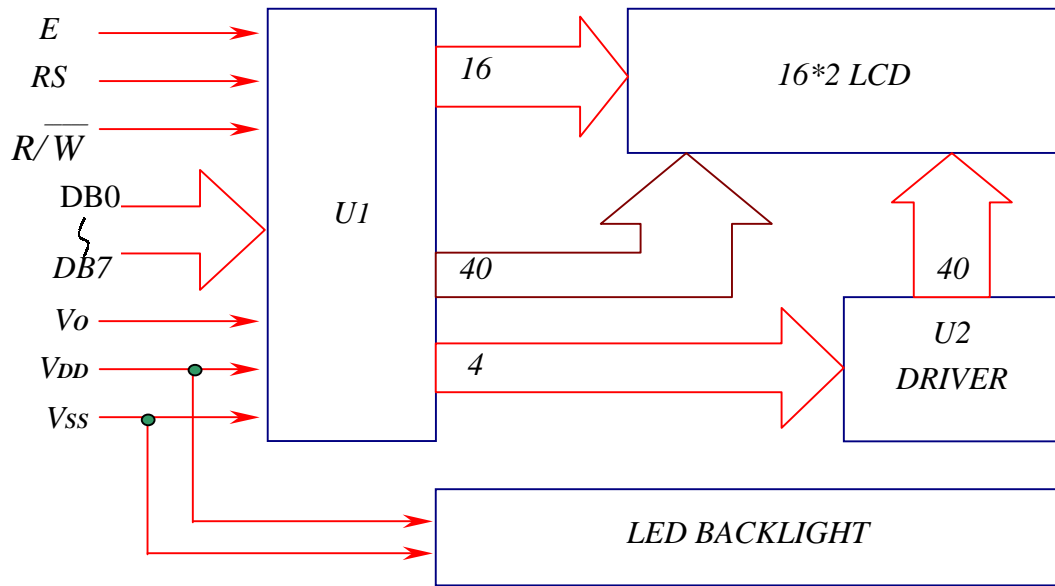 E
RS
R/W̅
DB0
DB7
Vo
VDD
VSS
U1
16
40
4
16*2 LCD
40
U2
DRIVER
LED BACKLIGHT